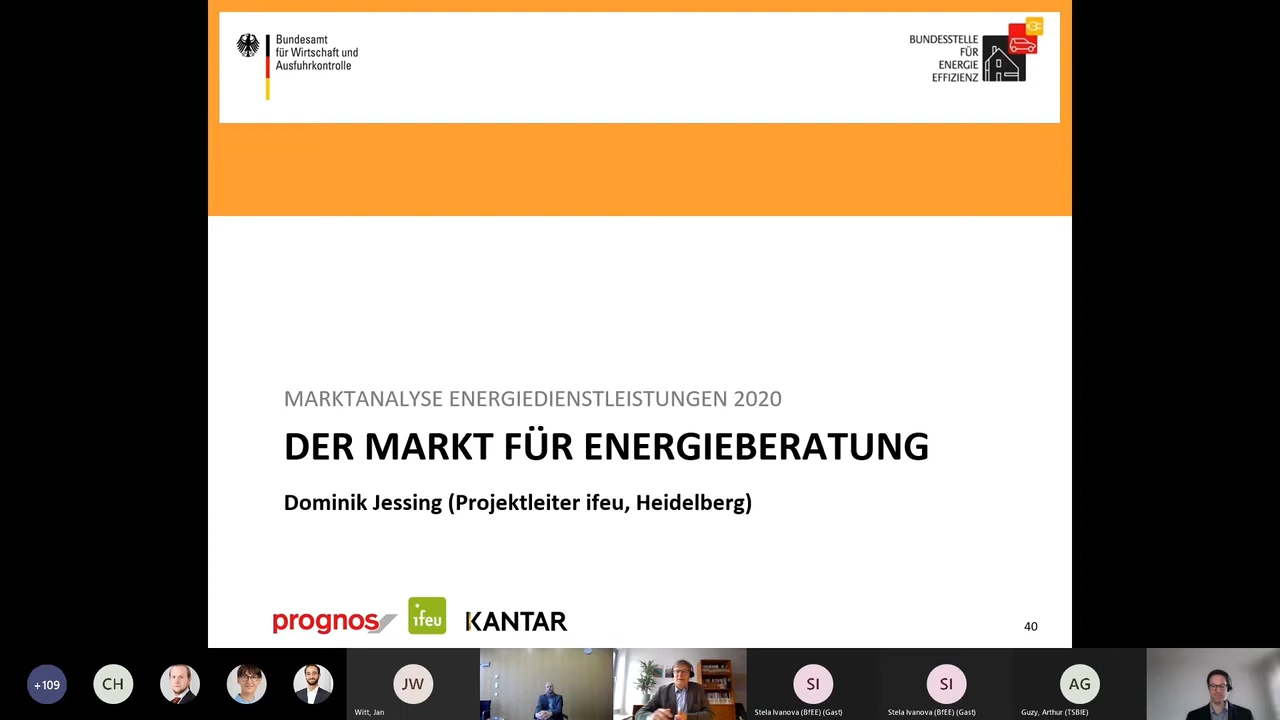 Bundesamt
für Wirtschaft und
Ausfuhrkontrolle
BUNDESSTELLE
FÜR
ENERGIE
EFFIZIENZ
MARKTANALYSE ENERGIEDIENSTLEISTUNGEN 2020
DER MARKT FÜR ENERGIEBERATUNG
Dominik Jessing (Projektleiter ifeu, Heidelberg)
prognos
ifeu
KANTAR
40
+109
CH
JW
SI
SI
AG
Witt, Jan
Stela Ivanova (BfEE) (Gast)
Stela Ivanova (BfEE) (Gast)
Guzy, Arthur (TSBIE)